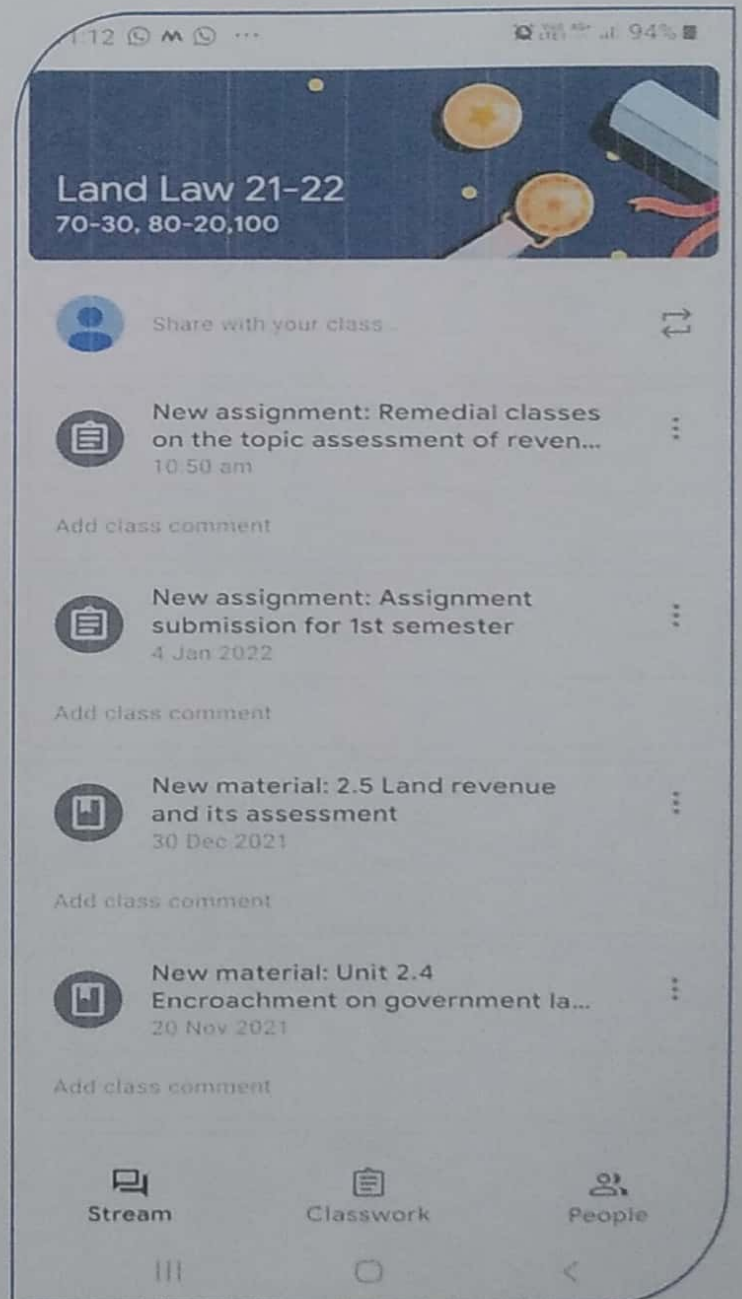 1:12 ...
94%
Land Law 21-22
70-30, 80-20,100
Share with your class
New assignment: Remedial classes
on the topic assessment of reven...
10:50 am
Add class comment
New assignment: Assignment
submission for 1st semester
4 Jan 2022
Add class comment
New material: 2.5 Land revenue
and its assessment
30 Dec 2021
Add class comment
New material: Unit 2.4
Encroachment on government la...
20 Nov 2021
Add class comment
Stream
Classwork
People